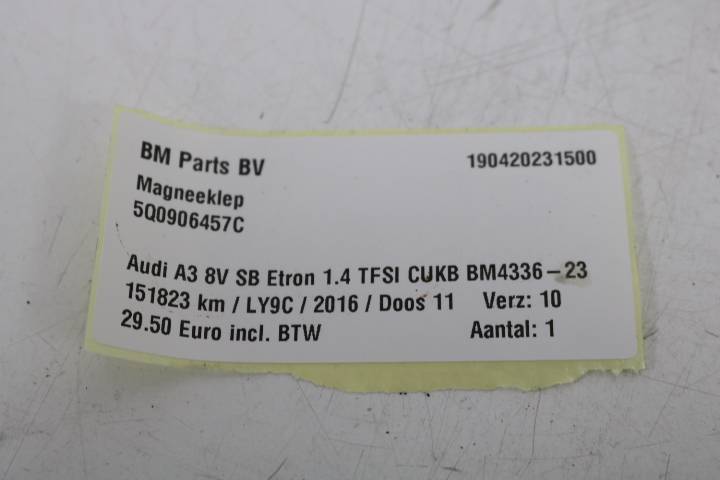 BM Parts BV 190420231500
Magneeklep
5Q0906457C
Audi A3 8V SB Etron 1.4 TFSI CUKB BM4336-23
151823 km / LY9C / 2016 / Doos 11 Verz: 10
29.50 Euro incl. BTW Aantal: 1